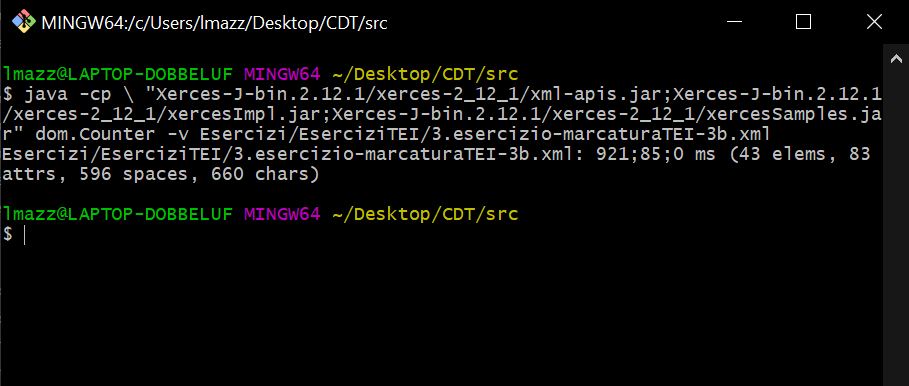 MINGW64:/c/Users/lmazz/Desktop/CDT/src
lmazz@LAPTOP-DOBBELUF MINGW64 ~/Desktop/CDT/src
$ java -cp \ "Xerces-J-bin.2.12.1/xerces-2_12_1/xml-apis.jar;Xerces-J-bin.2.12.1
/xerces-2_12_1/xercesImpl.jar;Xerces-J-bin.2.12.1/xerces-2_12_1/xercesSamples.ja
r" dom.Counter -v Esercizi/EserciziTEI/3.esercizio-marcaturaTEI-3b.xml
Esercizi/EserciziTEI/3.esercizio-marcaturaTEI-3b.xml: 921;85;0 ms (43 elems, 83
attrs, 596 spaces, 660 chars)
lmazz@LAPTOP-DOBBELUF MINGW64 ~/Desktop/CDT/src
$